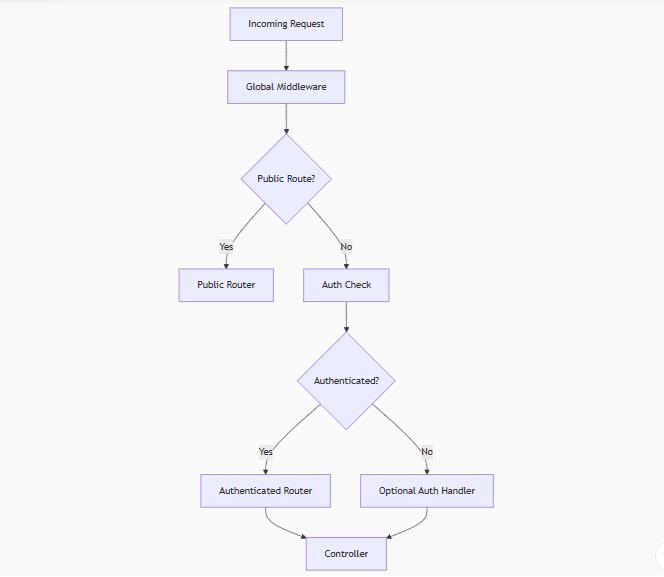 Incoming Request
Global Middleware
Public Route?
Yes
No
Public Router
Auth Check
Authenticated?
Yes
No
Authenticated Router
Optional Auth Handler
Controller